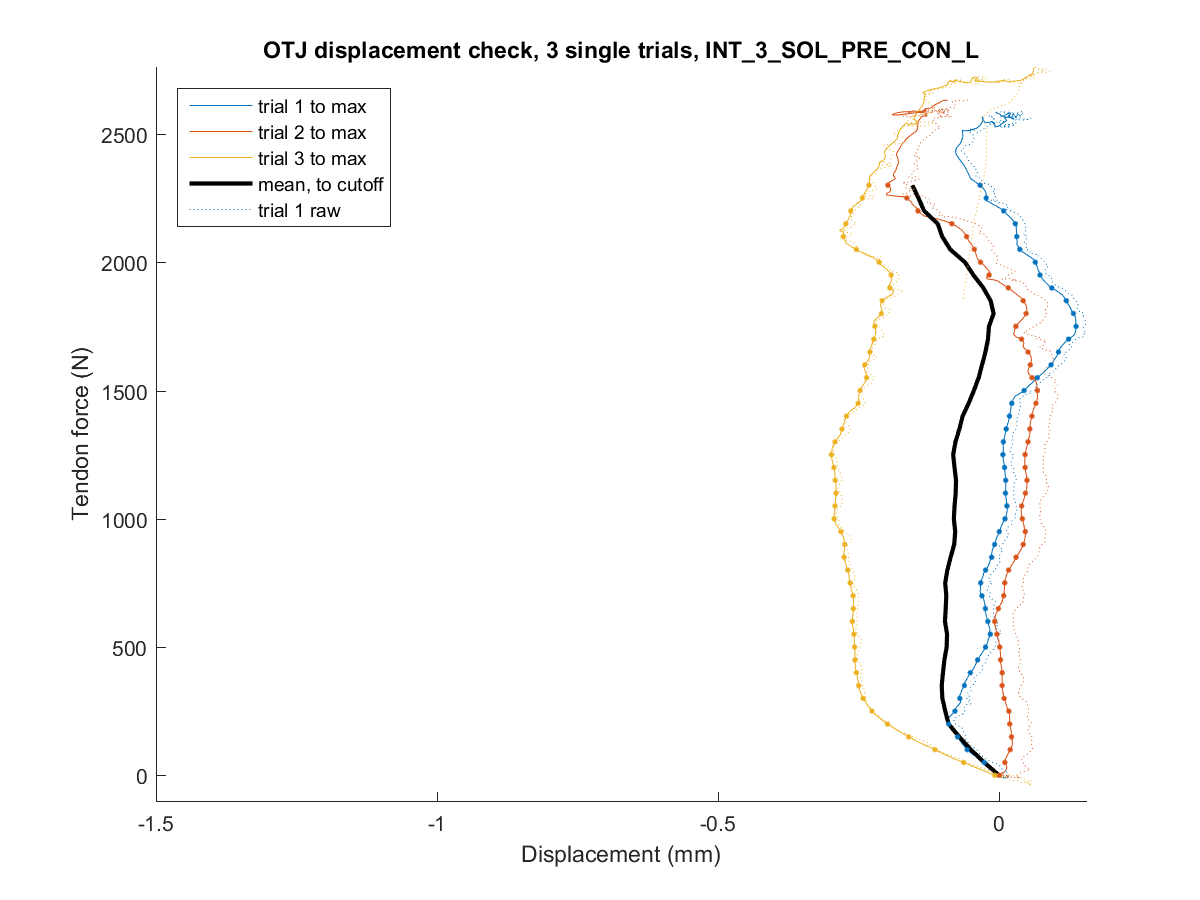 OTJ displacement check, 3 single trials, INT_3_SOL_PRE_CON_L
trial 1 to max
trial 2 to max
trial 3 to max
mean, to cutoff
trial 1 raw
2500
2000
1500
1000
500
0
Tendon force (N)
-1.5
-1
-0.5
0
Displacement (mm)